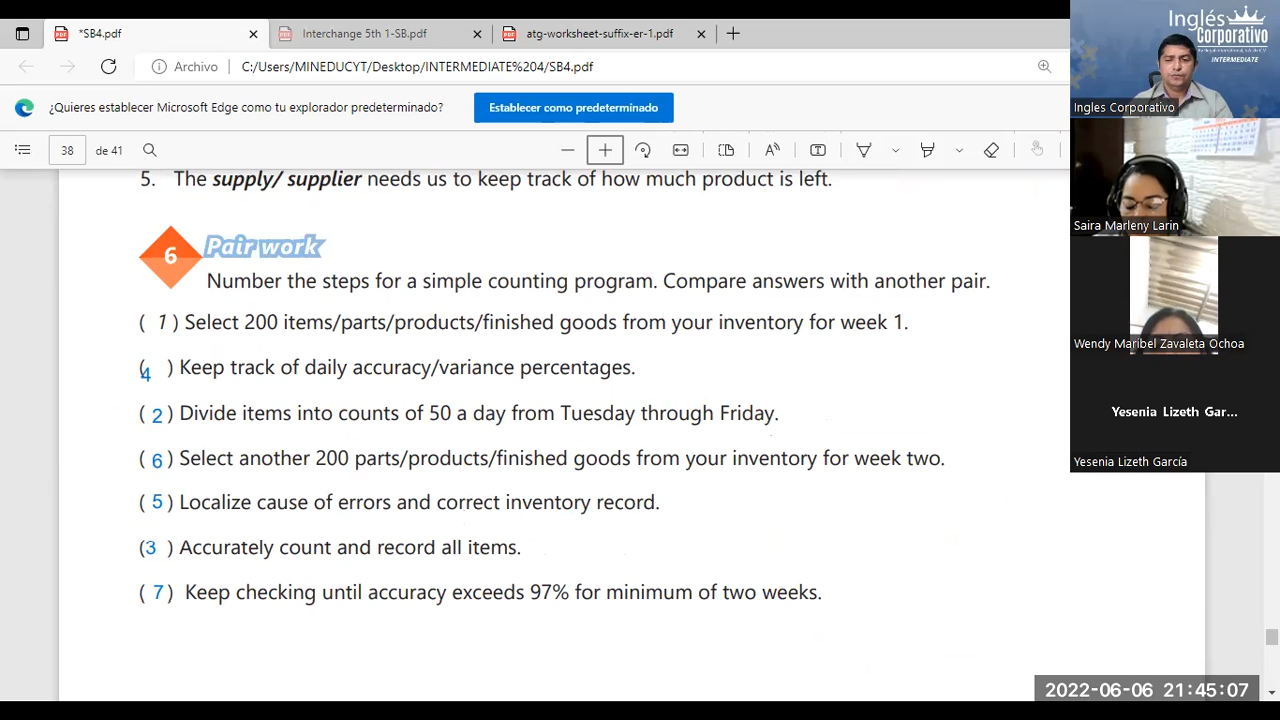 *SB4.pdf
Interchange 5th 1-SB.pdf
atg-worksheet-suffix-er-1.pdf
Archivo
C:/Users/MINEDUCYT/Desktop/INTERMEDIATE%204/SB4.pdf
¿Quieres establecer Microsoft Edge como tu explorador predeterminado?
Establecer como predeterminado
38 de 41
5. The supply/ supplier needs us to keep track of how much product is left.
6 Pair work
Number the steps for a simple counting program. Compare answers with another pair.
( 1 ) Select 200 items/parts/products/finished goods from your inventory for week 1.
( 4 ) Keep track of daily accuracy/variance percentages.
( 2 ) Divide items into counts of 50 a day from Tuesday through Friday.
( 6 ) Select another 200 parts/products/finished goods from your inventory for week two.
( 5 ) Localize cause of errors and correct inventory record.
( 3 ) Accurately count and record all items.
( 7 ) Keep checking until accuracy exceeds 97% for minimum of two weeks.
Inglés
Corporativo
INTERMEDIATE
Ingles Corporativo
Saira Marleny Larin
Wendy Maribel Zavaleta Ochoa
Yesenia Lizeth Gar...
Yesenia Lizeth García
2022-06-06 21:45:07